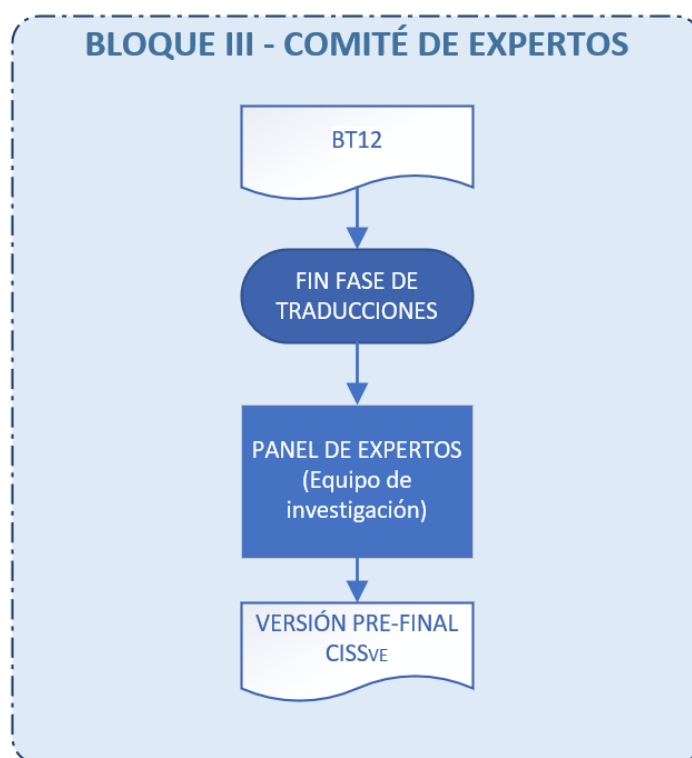 BLOQUE III - COMITÉ DE EXPERTOS
BT12
FIN FASE DE
TRADUCCIONES
PANEL DE EXPERTOS
(Equipo de
investigación)
VERSIÓN PRE-FINAL
CISSVE